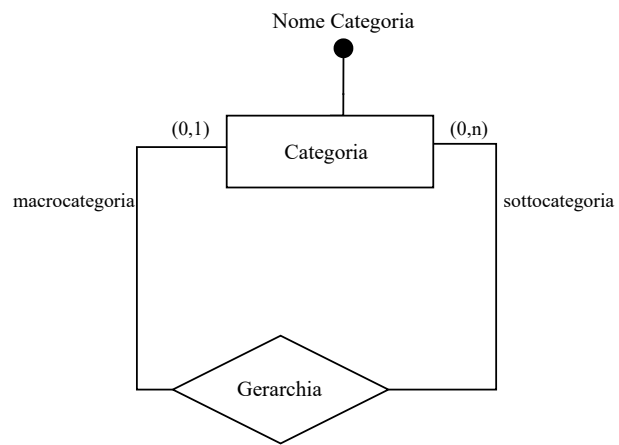 Nome Categoria
(0,1)
(0,n)
Categoria
macrocategoria
sottocategoria
Gerarchia